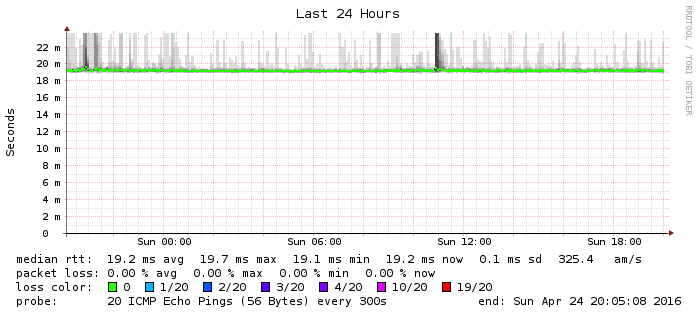 Last 24 Hours
RRDTOOL / TOBI OETIKER
Seconds
22 m
20 m
18 m
16 m
14 m
12 m
10 m
8 m
6 m
4 m
2 m
0
Sun 00:00 Sun 06:00 Sun 12:00 Sun 18:00
median rtt: 19.2 ms avg 19.7 ms max 19.1 ms min 19.2 ms now 0.1 ms sd 325.4 am/s
packet loss: 0.00 % avg 0.00 % max 0.00 % min 0.00 % now
loss color: 0 1/20 2/20 3/20 4/20 10/20 19/20
probe: 20 ICMP Echo Pings (56 Bytes) every 300s end: Sun Apr 24 20:05:08 2016